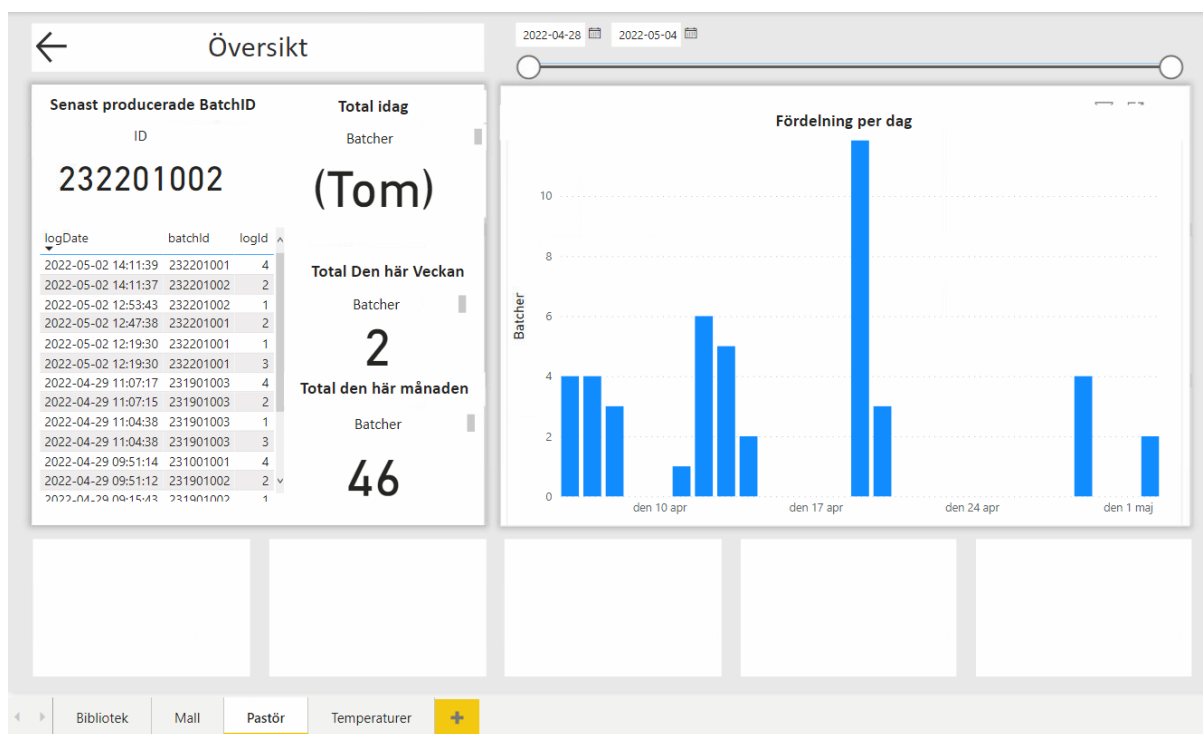 Översikt
2022-04-28
2022-05-04
Senast producerade BatchID
ID
232201002
Total idag
Batcher
(Tom)
logDate batchId logId
2022-05-02 14:11:39 232201001 4
2022-05-02 14:11:37 232201002 2
2022-05-02 12:53:43 232201002 1
2022-05-02 12:47:38 232201001 2
2022-05-02 12:19:30 232201001 1
2022-05-02 12:19:30 232201001 3
2022-04-29 11:07:17 231901003 4
2022-04-29 11:07:15 231901003 2
2022-04-29 11:04:38 231901003 1
2022-04-29 11:04:38 231901003 3
2022-04-29 09:51:14 231001001 4
2022-04-29 09:51:12 231901002 2
2022-04-29 09:15:43 231901002 1
Total Den här Veckan
Batcher
2
Total den här månaden
Batcher
46
Fördelning per dag
Batcher
10
8
6
4
2
0
den 10 apr den 17 apr den 24 apr den 1 maj
Bibliotek Mall Pastör Temperaturer +